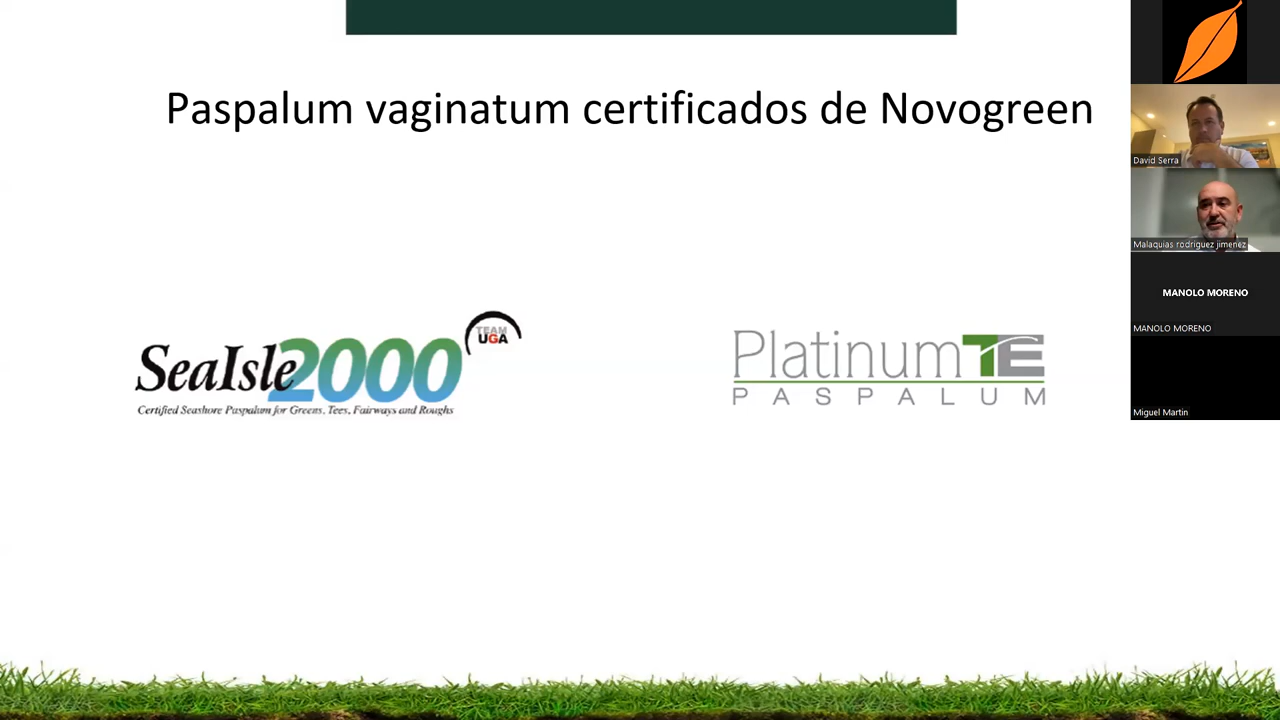 Paspalum vaginatum certificados de Novogreen
SeaIsle2000
TEAM
UGA
Certified Seashore Paspalum for Greens, Tees, Fairways and Roughs
PlatinumTE
PASPALUM
David Serra
Malaquias rodriguez jimenez
MANOLO MORENO
MANOLO MORENO
Miguel Martin